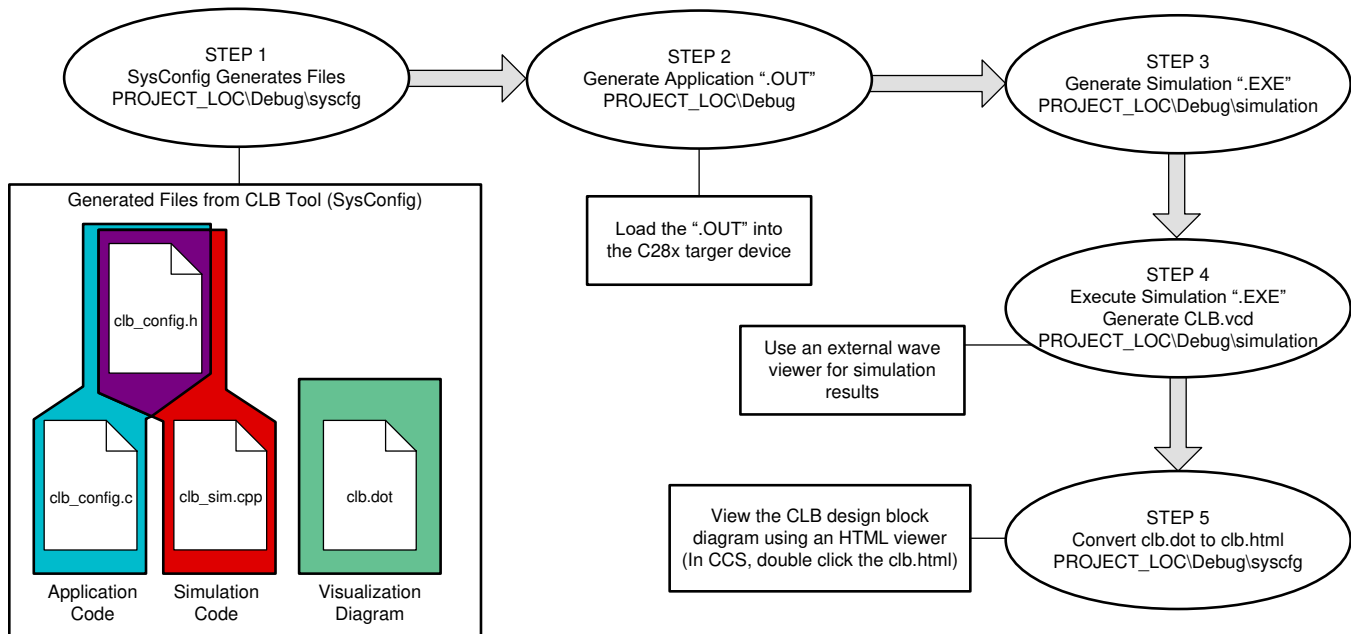 STEP 1
SysConfig Generates Files
PROJECT_LOC\Debug\syscfg
STEP 2
Generate Application “.OUT”
PROJECT_LOC\Debug
STEP 3
Generate Simulation “.EXE”
PROJECT_LOC\Debug\simulation
Generated Files from CLB Tool (SysConfig)
clb_config.h
clb_config.c
clb_sim.cpp
clb.dot
Application
Code
Simulation
Code
Visualization
Diagram
Load the “.OUT” into
the C28x targer device
STEP 4
Execute Simulation “.EXE”
Generate CLB.vcd
PROJECT_LOC\Debug\simulation
Use an external wave
viewer for simulation
results
STEP 5
Convert clb.dot to clb.html
PROJECT_LOC\Debug\syscfg
View the CLB design block
diagram using an HTML viewer
(In CCS, double click the clb.html)